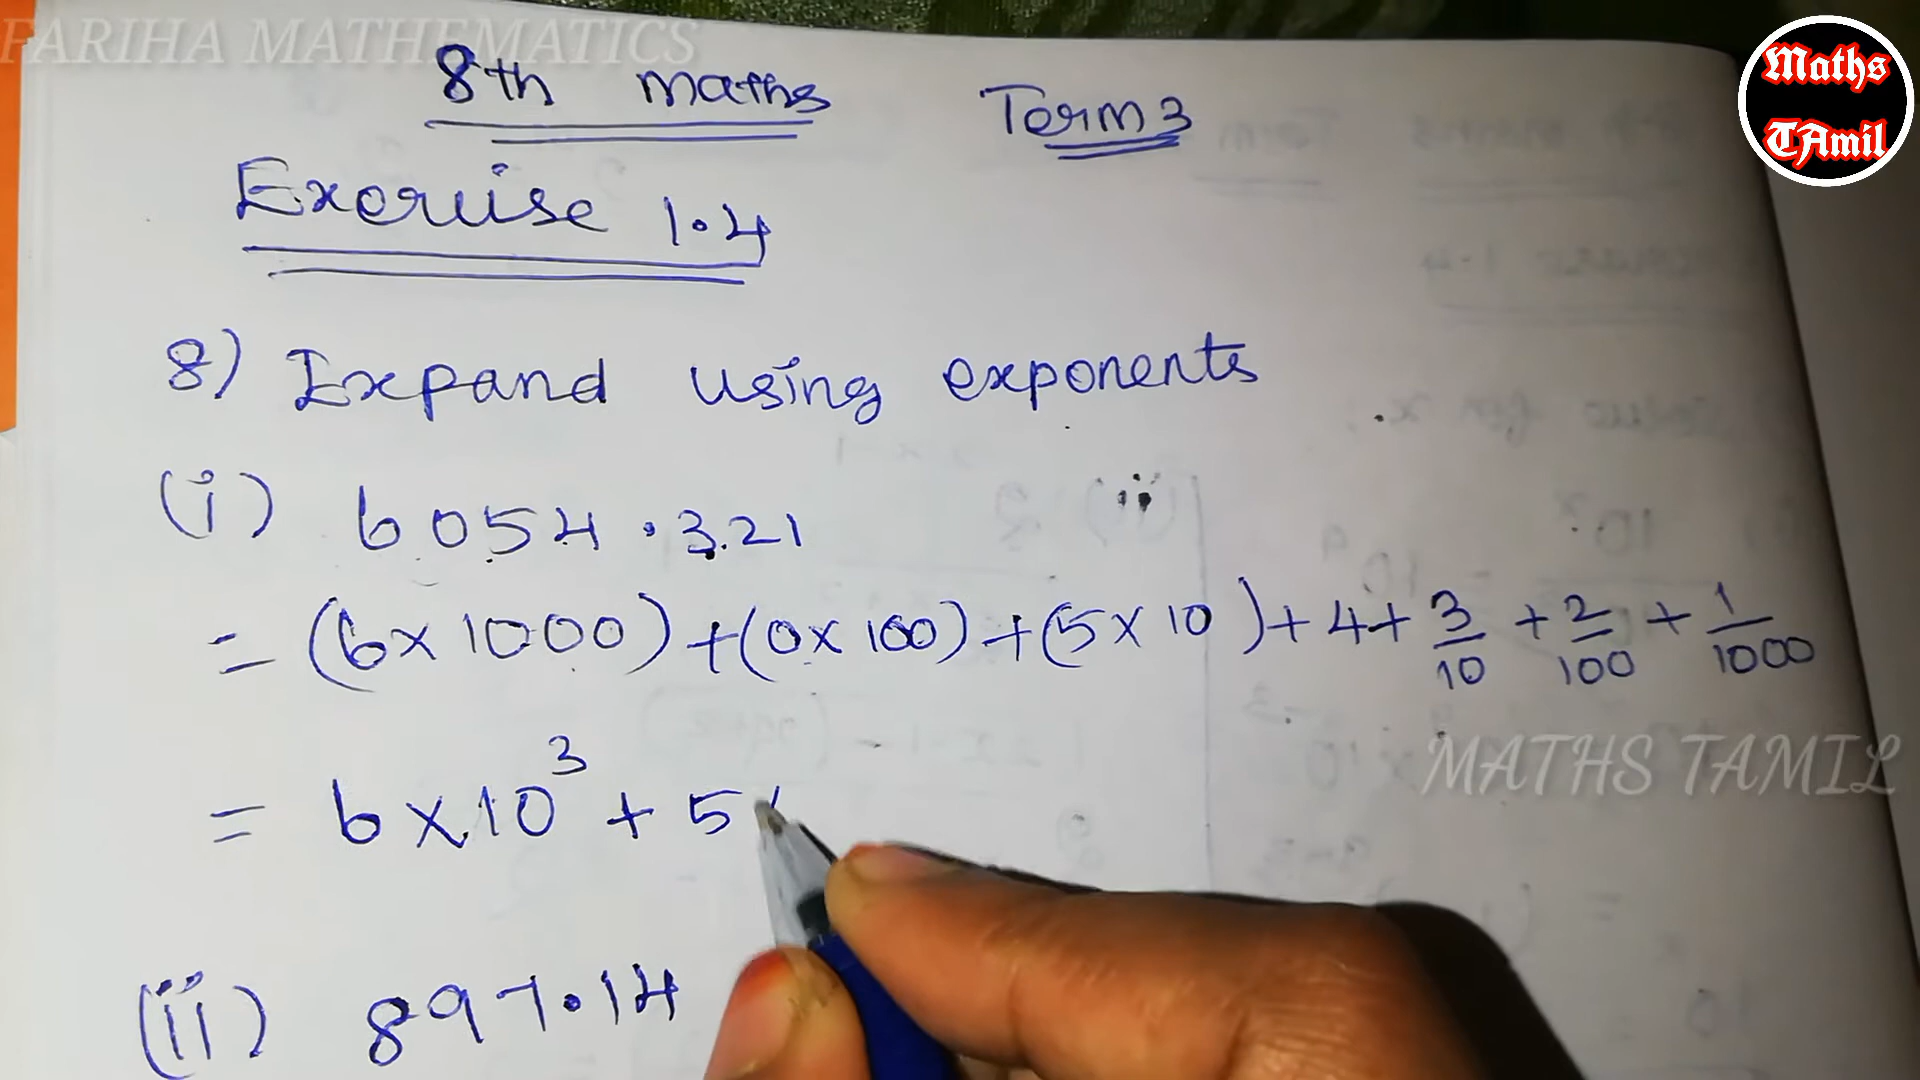 FARIHA MATHEMATICS
Maths
TAmil
8th maths Term 3
Exercise 1.4
8) Expand using exponents
(i) 6054.321
= (6×1000)+(0×100)+(5×10)+4+3/10+2/100+1/1000
MATHS TAMIL
= 6×10³+5
(ii) 897.14